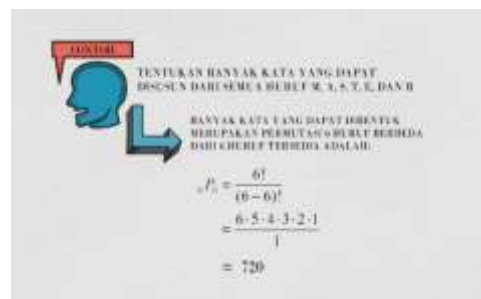 CONTOH
TENTUKAN BANYAK KATA YANG DAPAT
DISUSUN DARI SEMUA HURUF M, A, S, T, E, DAN R
BANYAK KATA YANG DAPAT DIBENTUK
MERUPAKAN PERMUTASI 6 HURUF BERBEDA
DARI 6 HURUF TERSEDIA ADALAH:
₆P₆ = 6! / (6 – 6)!
= 6·5·4·3·2·1 / 1
= 720